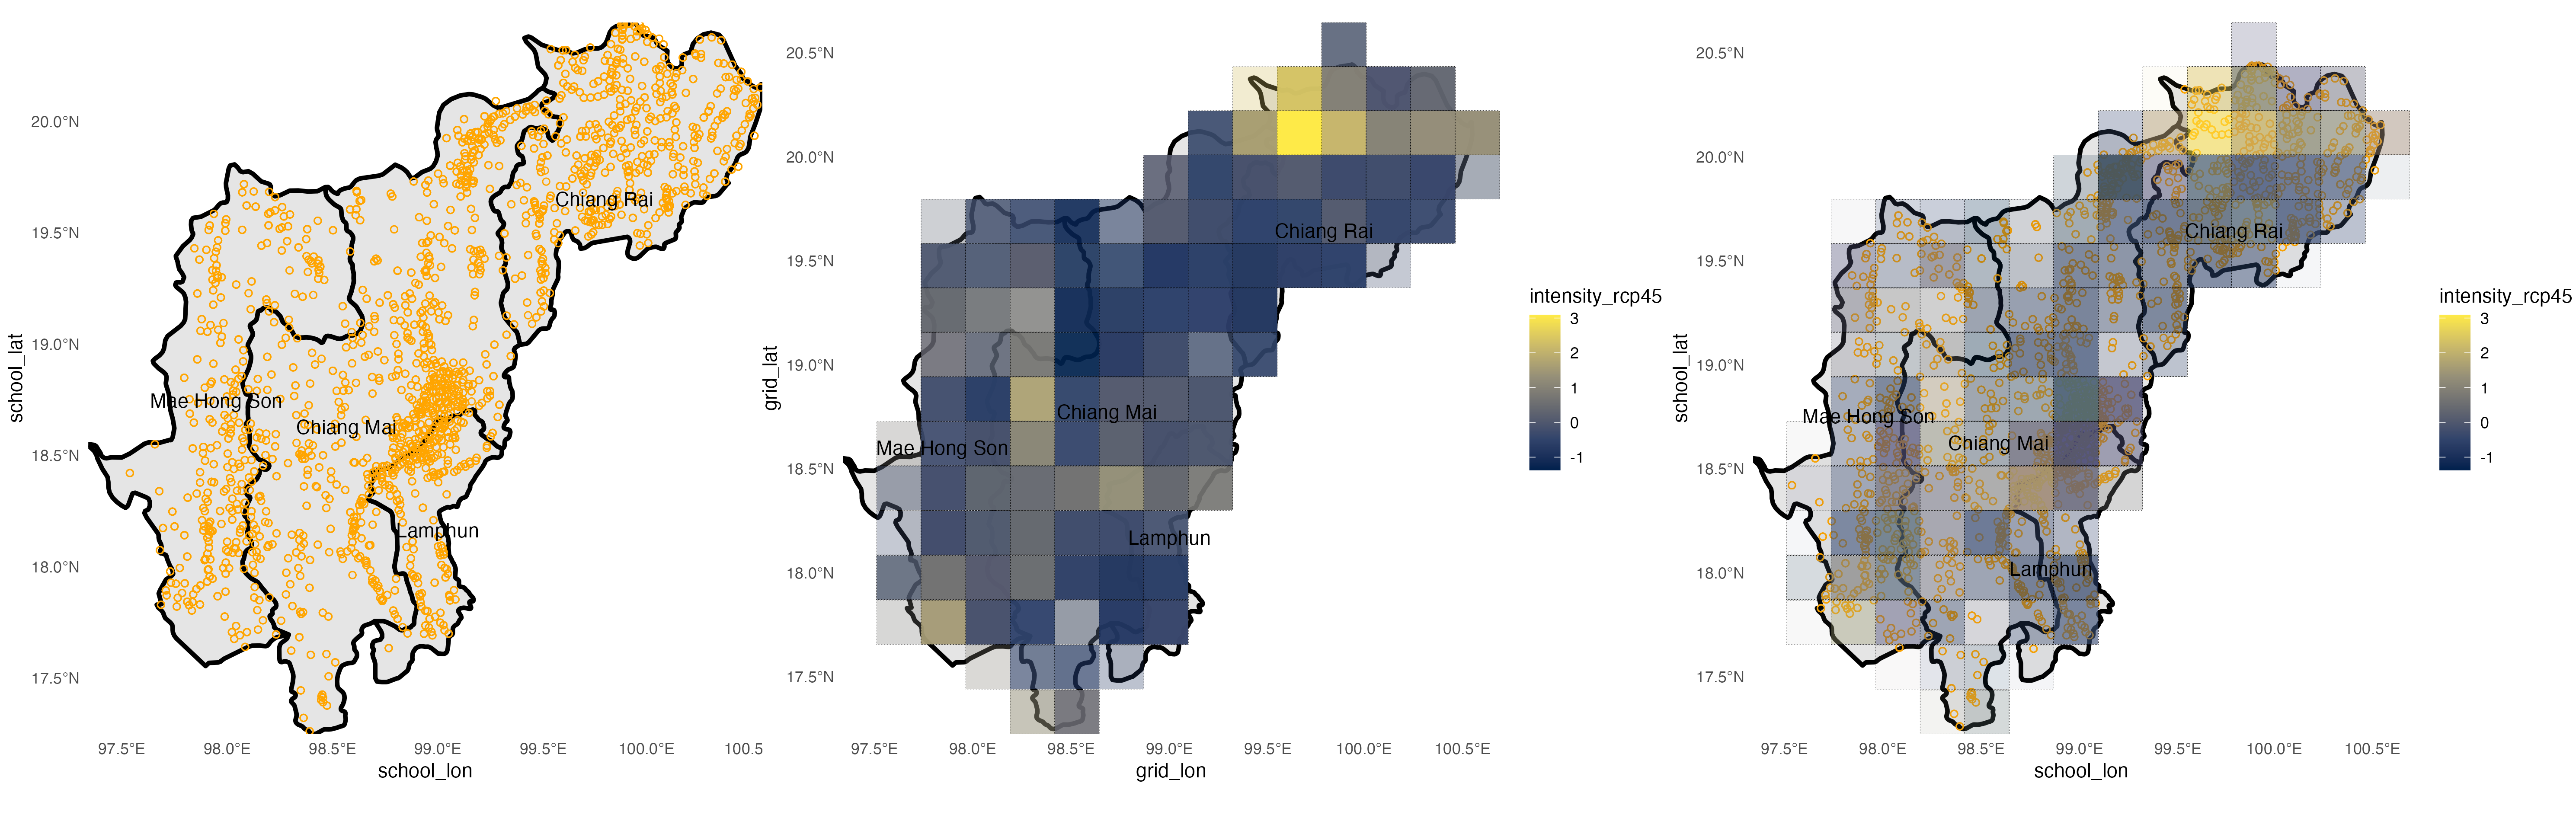 20.0°N
19.5°N
19.0°N
18.5°N
18.0°N
17.5°N
school_lat
Chiang Rai
Mae Hong Son
Chiang Mai
Lamphun
97.5°E 98.0°E 98.5°E 99.0°E 99.5°E 100.0°E 100.5
school_lon
20.5°N
20.0°N
19.5°N
19.0°N
18.5°N
18.0°N
17.5°N
grid_lat
Chiang Rai
Chiang Mai
Mae Hong Son
Lamphun
97.5°E 98.0°E 98.5°E 99.0°E 99.5°E 100.0°E 100.5°E
grid_lon
intensity_rcp45
3
2
1
0
-1
20.5°N
20.0°N
19.5°N
19.0°N
18.5°N
18.0°N
17.5°N
school_lat
Chiang Rai
Mae Hong Son
Chiang Mai
Lamphun
97.5°E 98.0°E 98.5°E 99.0°E 99.5°E 100.0°E 100.5°E
school_lon
intensity_rcp45
3
2
1
0
-1